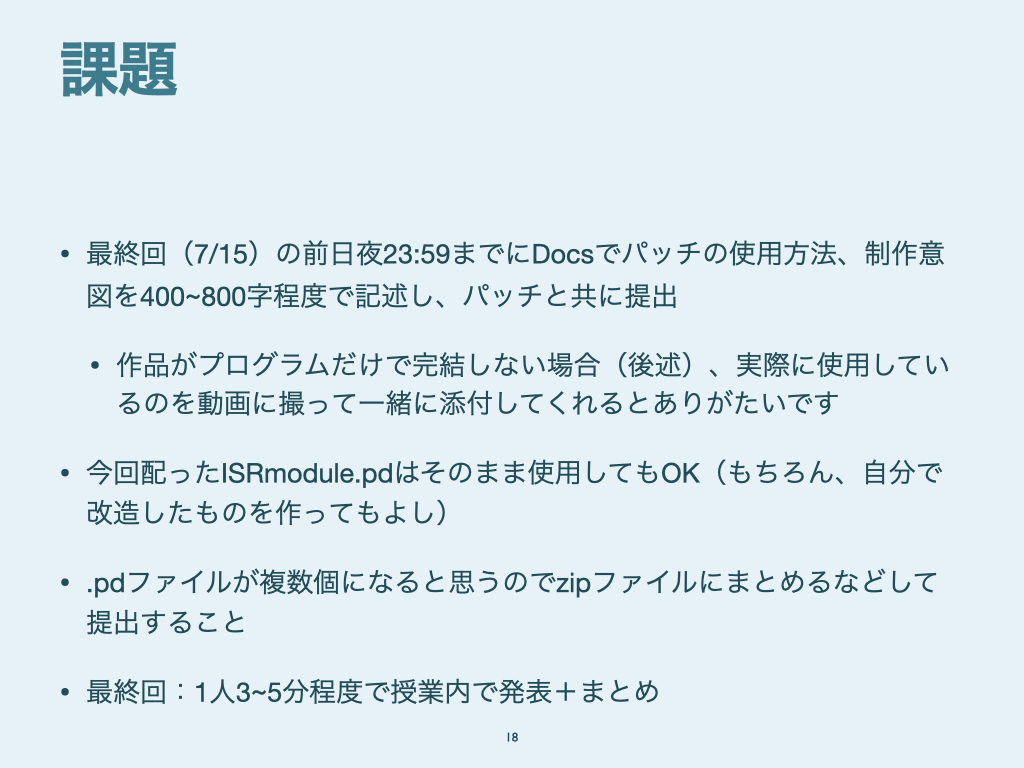 課題
• 最終回（7/15）の前日夜23:59までにDocsでパッチの使用方法、制作意
図を400~800字程度で記述し、パッチと共に提出
• 作品がプログラムだけで完結しない場合（後述）、実際に使用してい
るのを動画に撮って一緒に添付してくれるとありがたいです
• 今回配ったISRmodule.pdはそのまま使用してもOK（もちろん、自分で
改造したものを作ってもよし）
• .pdファイルが複数個になると思うのでzipファイルにまとめるなどして
提出すること
• 最終回：1人3~5分程度で授業内で発表＋まとめ
18